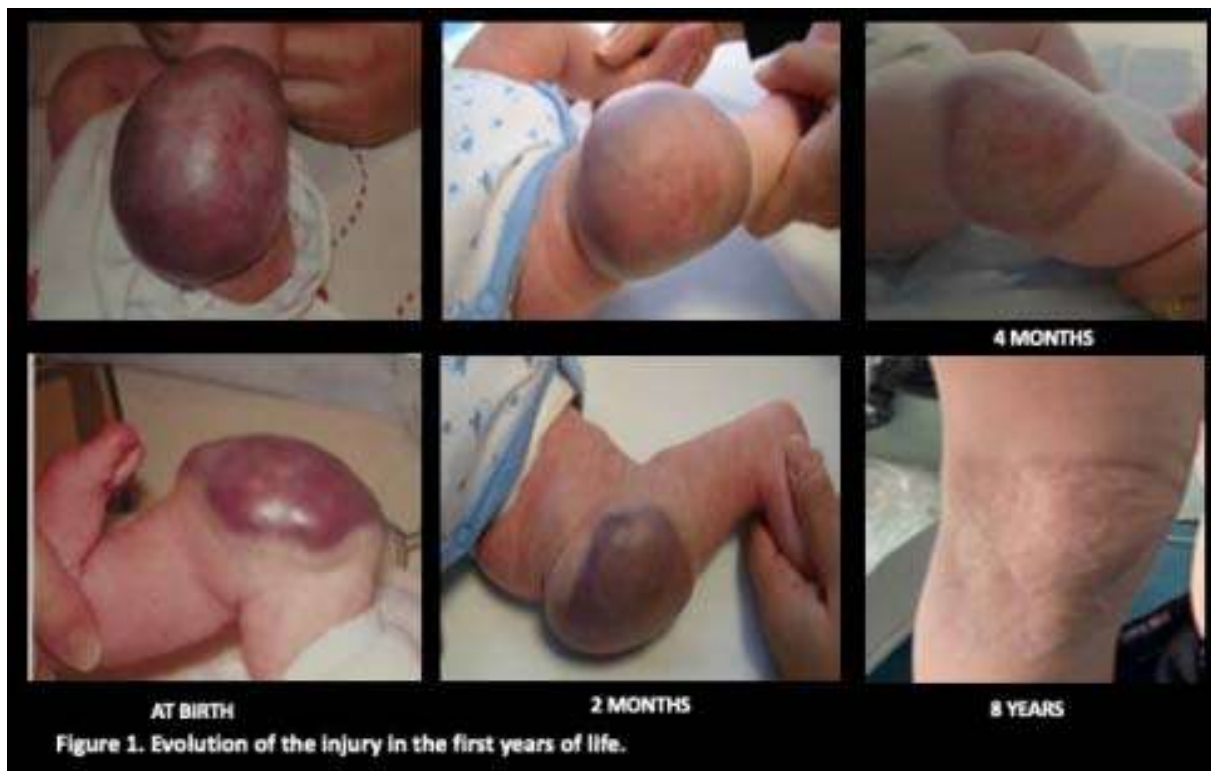 4 MONTHS
AT BIRTH
2 MONTHS
8 YEARS
Figure 1. Evolution of the injury in the first years of life.